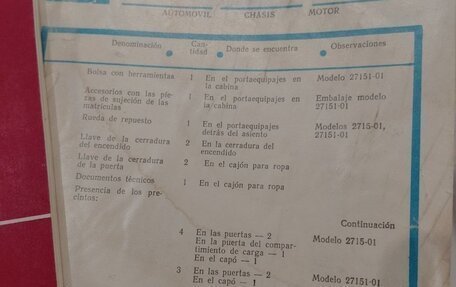 AUTOMOVIL CHASIS MOTOR
Denominación Can-tidad Donde se encuentra Observaciones
Bolsa con herramientas 1 En el portaequipajes en la cabina Modelo 27151-01
Accesorios con las pie-
zas de sujeción de las
matrículas 1 En el portaequipajes en la cabina Embalaje modelo 27151-01
Rueda de repuesto 1 En el portaequipajes detrás del asiento Modelos 2715-01, 27151-01
Llave de la cerradura
del encendido 2 En la cerradura del encendido
Llave de la cerradura
de la puerta 2 En el cajón para ropa
Documentos técnicos 1 En el cajón para ropa
Presencia de los pre-
cintos:
Continuación
4 En las puertas — 2 Modelo 2715-01
En la puerta del compar-
timiento de carga — 1
En el capó — 1
3 En las puertas — 2 Modelo 27151-01
En el capó — 1